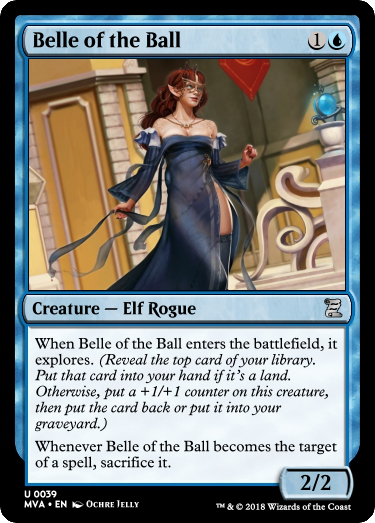 Belle of the Ball 1
Creature — Elf Rogue
When Belle of the Ball enters the battlefield, it
explores. (Reveal the top card of your library.
Put that card into your hand if it's a land.
Otherwise, put a +1/+1 counter on this creature,
then put the card back or put it into your
graveyard.)
Whenever Belle of the Ball becomes the target
of a spell, sacrifice it.
2/2
U 0039
MVA • EN Ochre Jelly
™ & © 2018 Wizards of the Coast